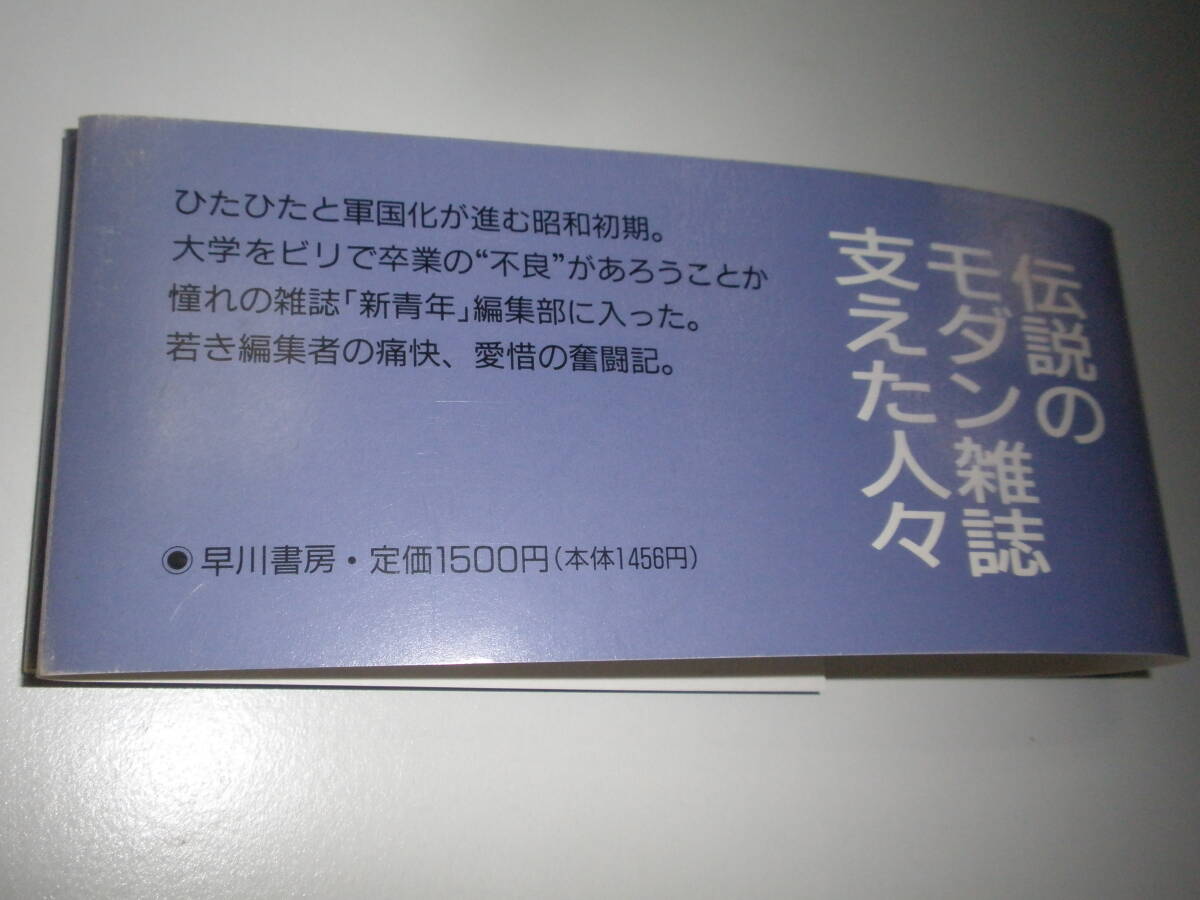 伝説の
モダン雑誌
支えた人々
ひたひたと軍国化が進む昭和初期。
大学をビリで卒業の“不良”があろうことか
憧れの雑誌「新青年」編集部に入った。
若き編集者の痛快、愛惜の奮闘記。
●早川書房・定価1500円(本体1456円)